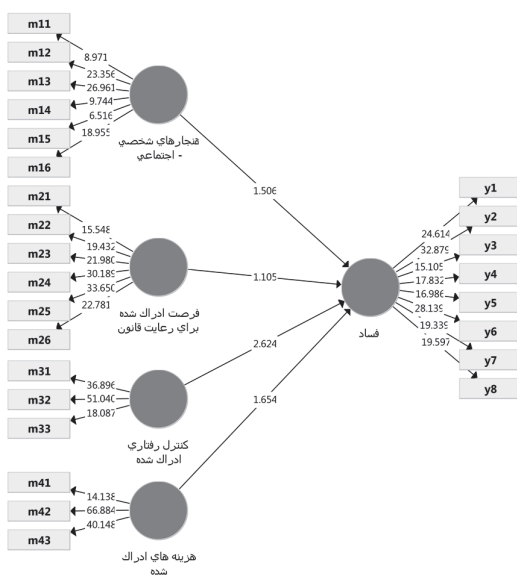 m11
m12
m13
m14
m15
m16
8.971
23.356
26.961
9.744
6.516
18.955
هنجارهاي شخصي
- اجتماعي
m21
m22
m23
m24
m25
m26
15.548
19.432
21.980
30.189
33.650
22.781
فرصت ادراك شده
براي رعايت قانون
m31
m32
m33
36.896
51.040
18.087
كنترل رفتاري
ادراك شده
m41
m42
m43
14.138
66.884
40.148
هزينه هاي ادراك
شده
1.506
1.105
2.624
1.654
فساد
24.614
32.879
15.105
17.832
16.986
28.139
19.339
19.597
y1
y2
y3
y4
y5
y6
y7
y8